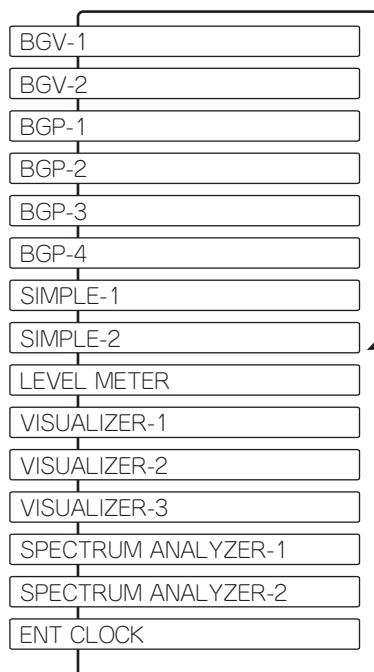 BGV-1
BGV-2
BGP-1
BGP-2
BGP-3
BGP-4
SIMPLE-1
SIMPLE-2
LEVEL METER
VISUALIZER-1
VISUALIZER-2
VISUALIZER-3
SPECTRUM ANALYZER-1
SPECTRUM ANALYZER-2
ENT CLOCK